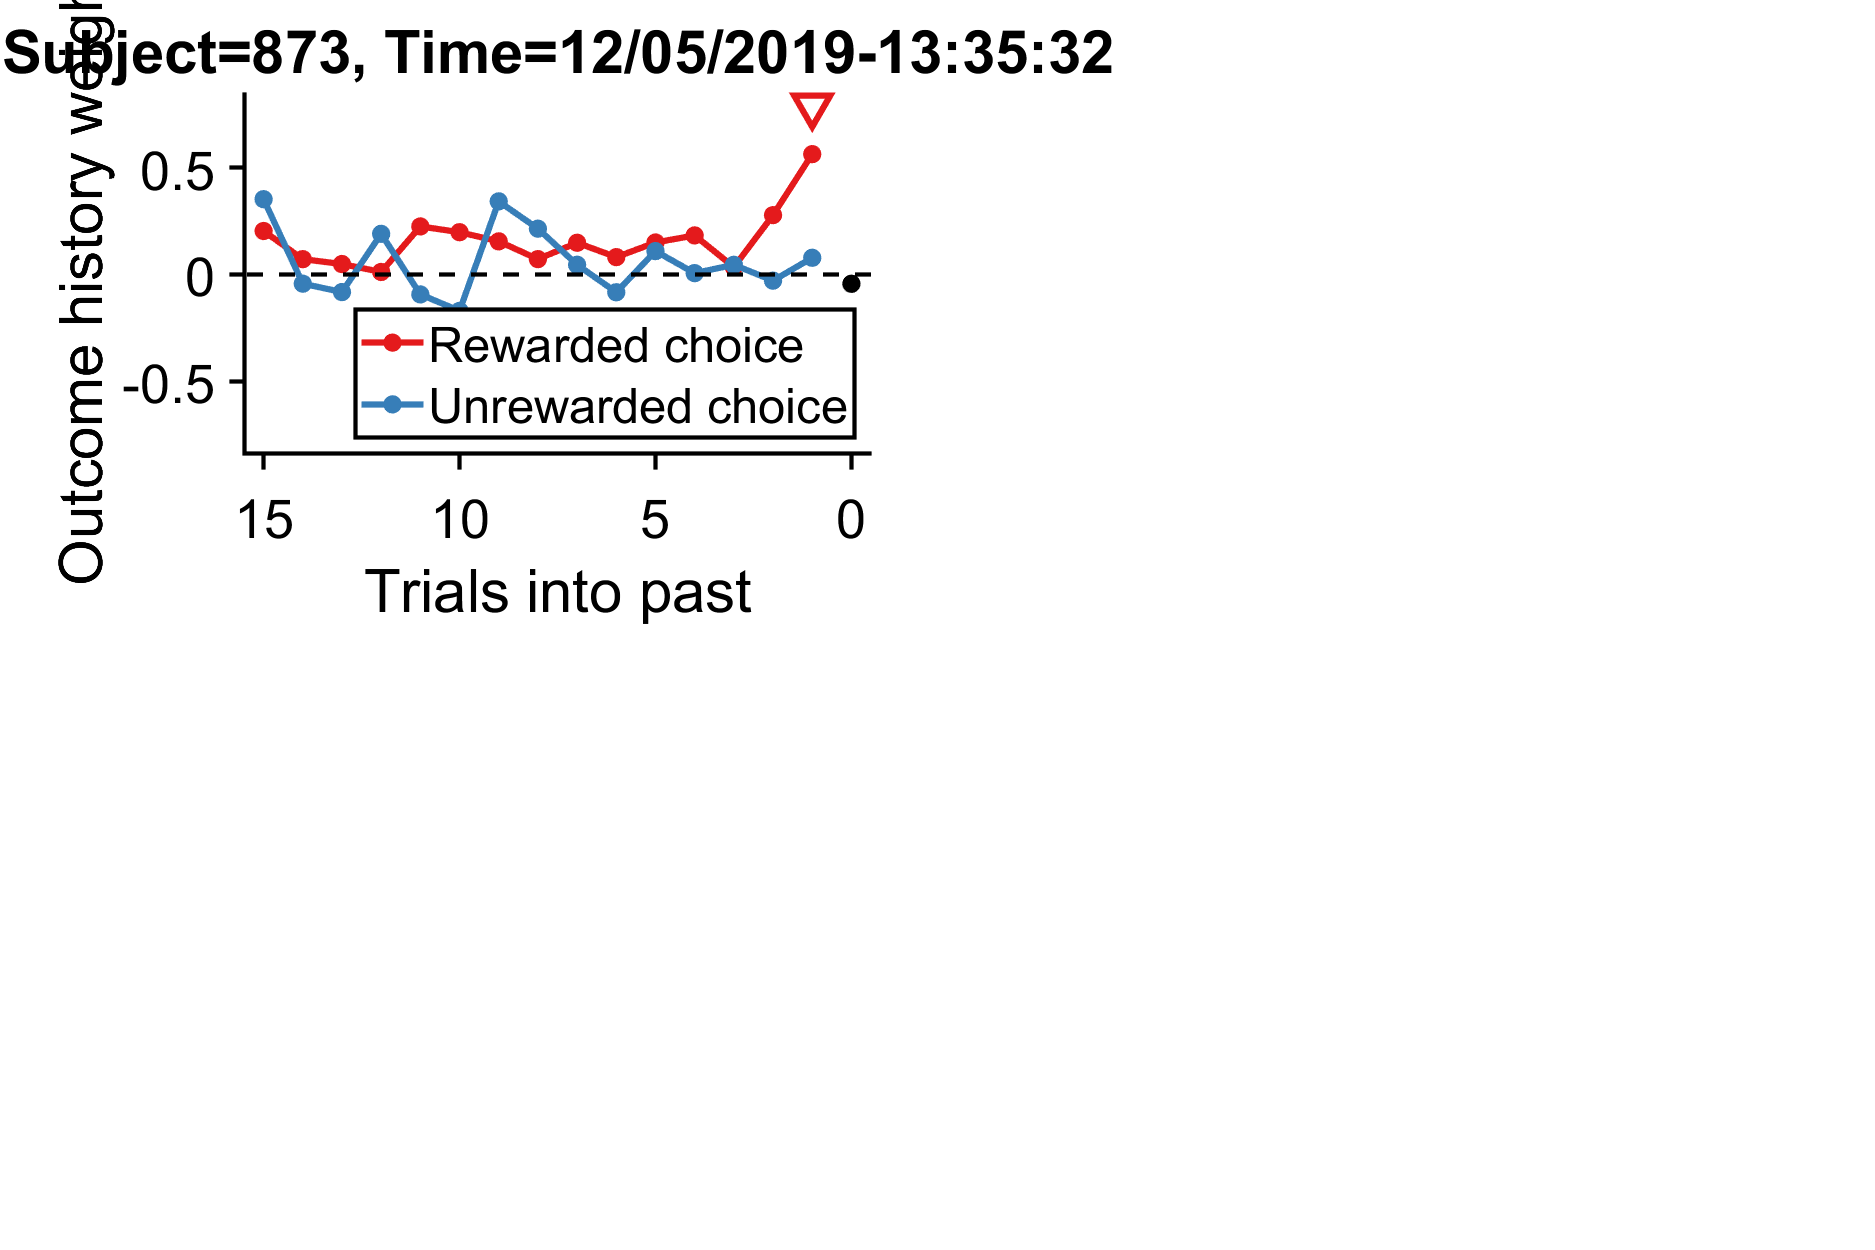 Subject=873, Time=12/05/2019-13:35:32
Outcome history
0.5
0
-0.5
Rewarded choice
Unrewarded choice
15 10 5 0
Trials into past